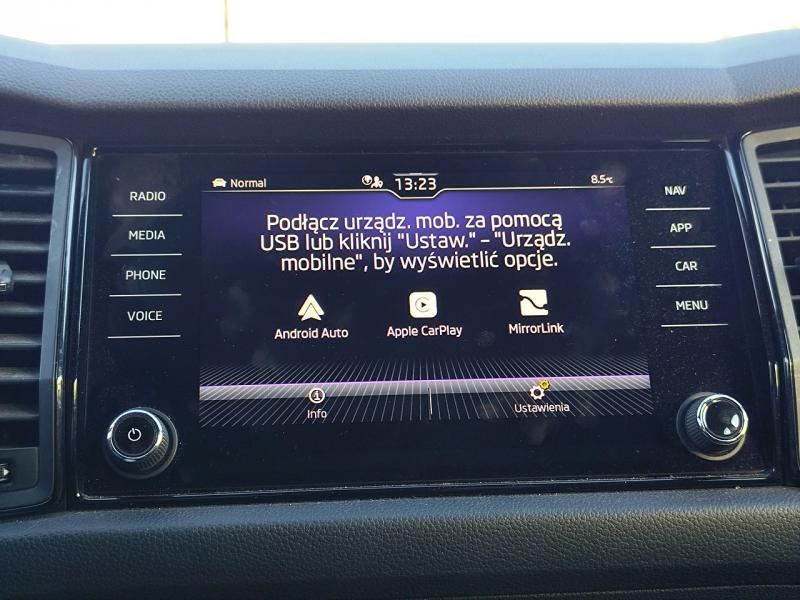 Normal
13:23
8.5°C
RADIO
MEDIA
PHONE
VOICE
Podłącz urządz. mob. za pomocą
USB lub kliknij "Ustaw." – "Urządz.
mobilne", by wyświetlić opcje.
Android Auto
Apple CarPlay
MirrorLink
Info
Ustawienia
NAV
APP
CAR
MENU